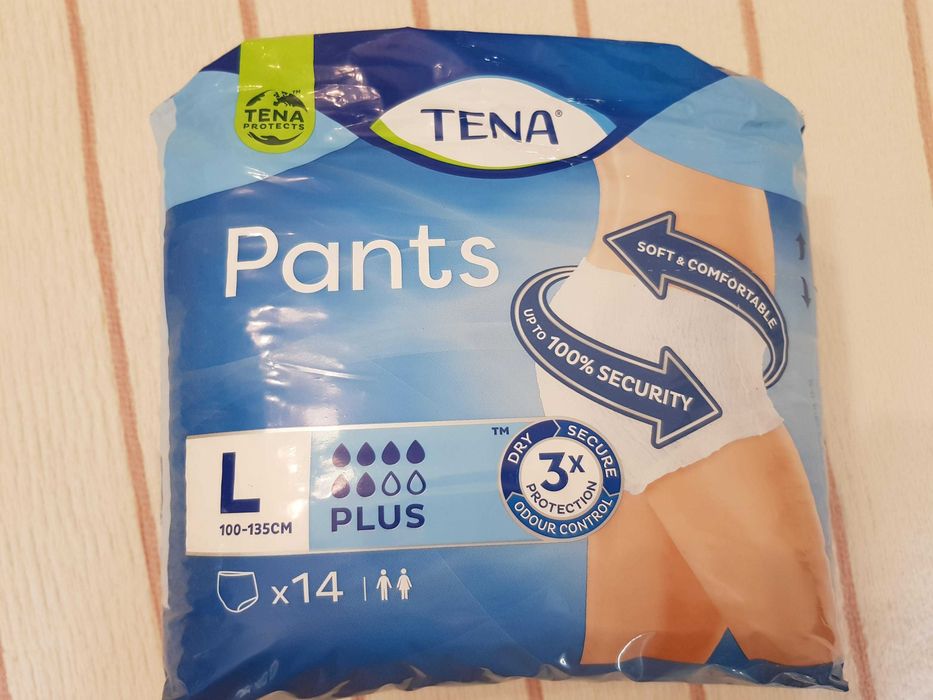 TENA™
PROTECTS
TENA®
Pants
SOFT & COMFORTABLE
UP TO 100% SECURITY
L
100-135CM
PLUS
™
DRY
SECURE
3X
PROTECTION
ODOUR CONTROL
x14